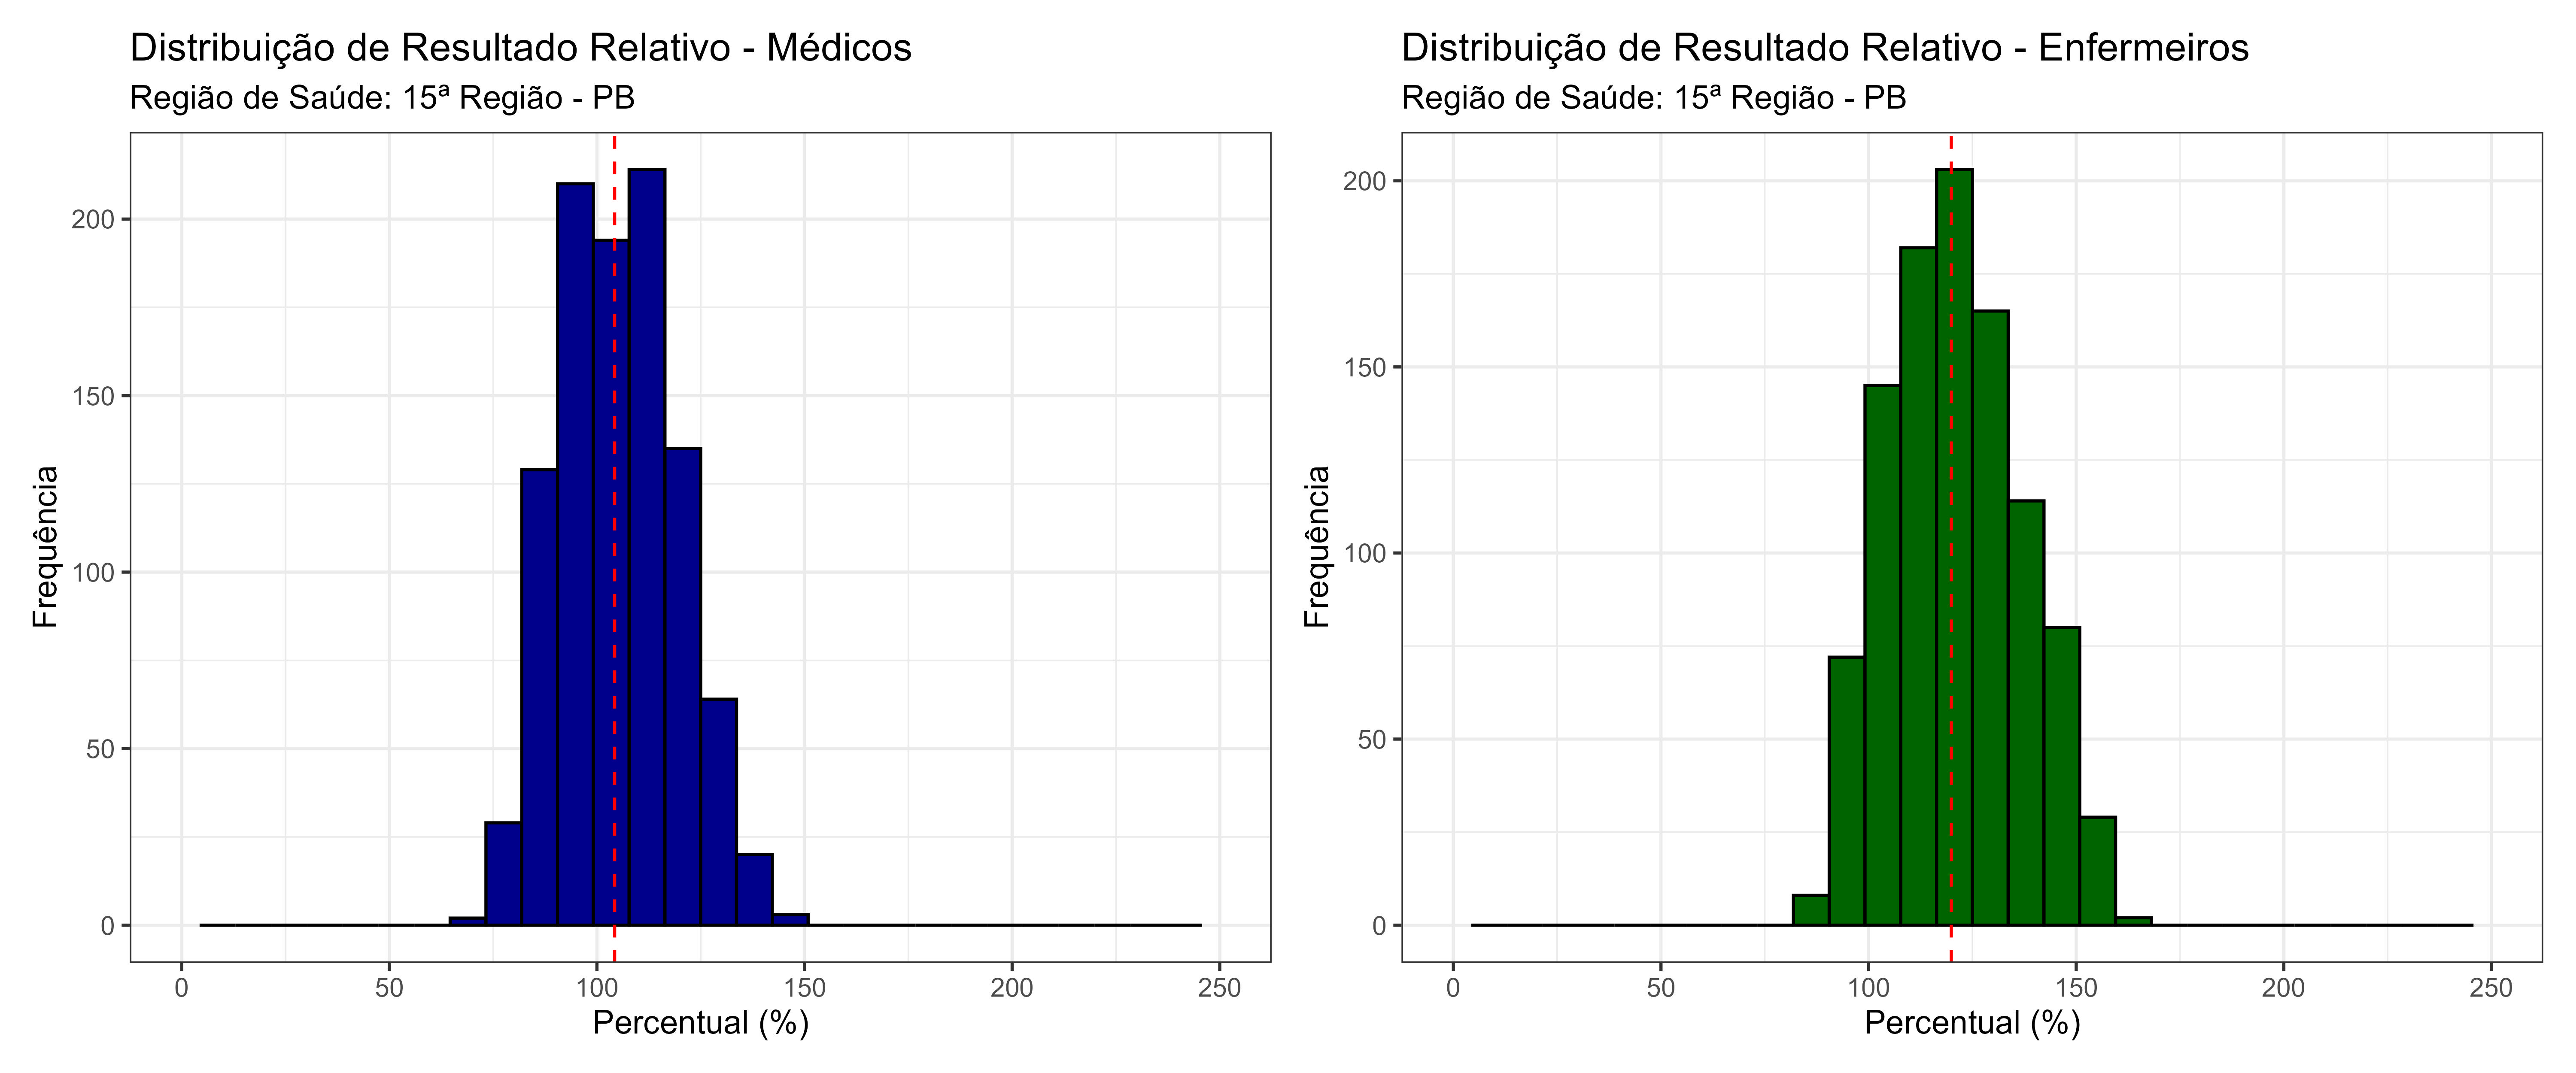 Distribuição de Resultado Relativo - Médicos
Região de Saúde: 15ª Região - PB
Frequência
200
150
100
50
0
0 50 100 150 200 250
Percentual (%)
Distribuição de Resultado Relativo - Enfermeiros
Região de Saúde: 15ª Região - PB
Frequência
200
150
100
50
0
0 50 100 150 200 250
Percentual (%)